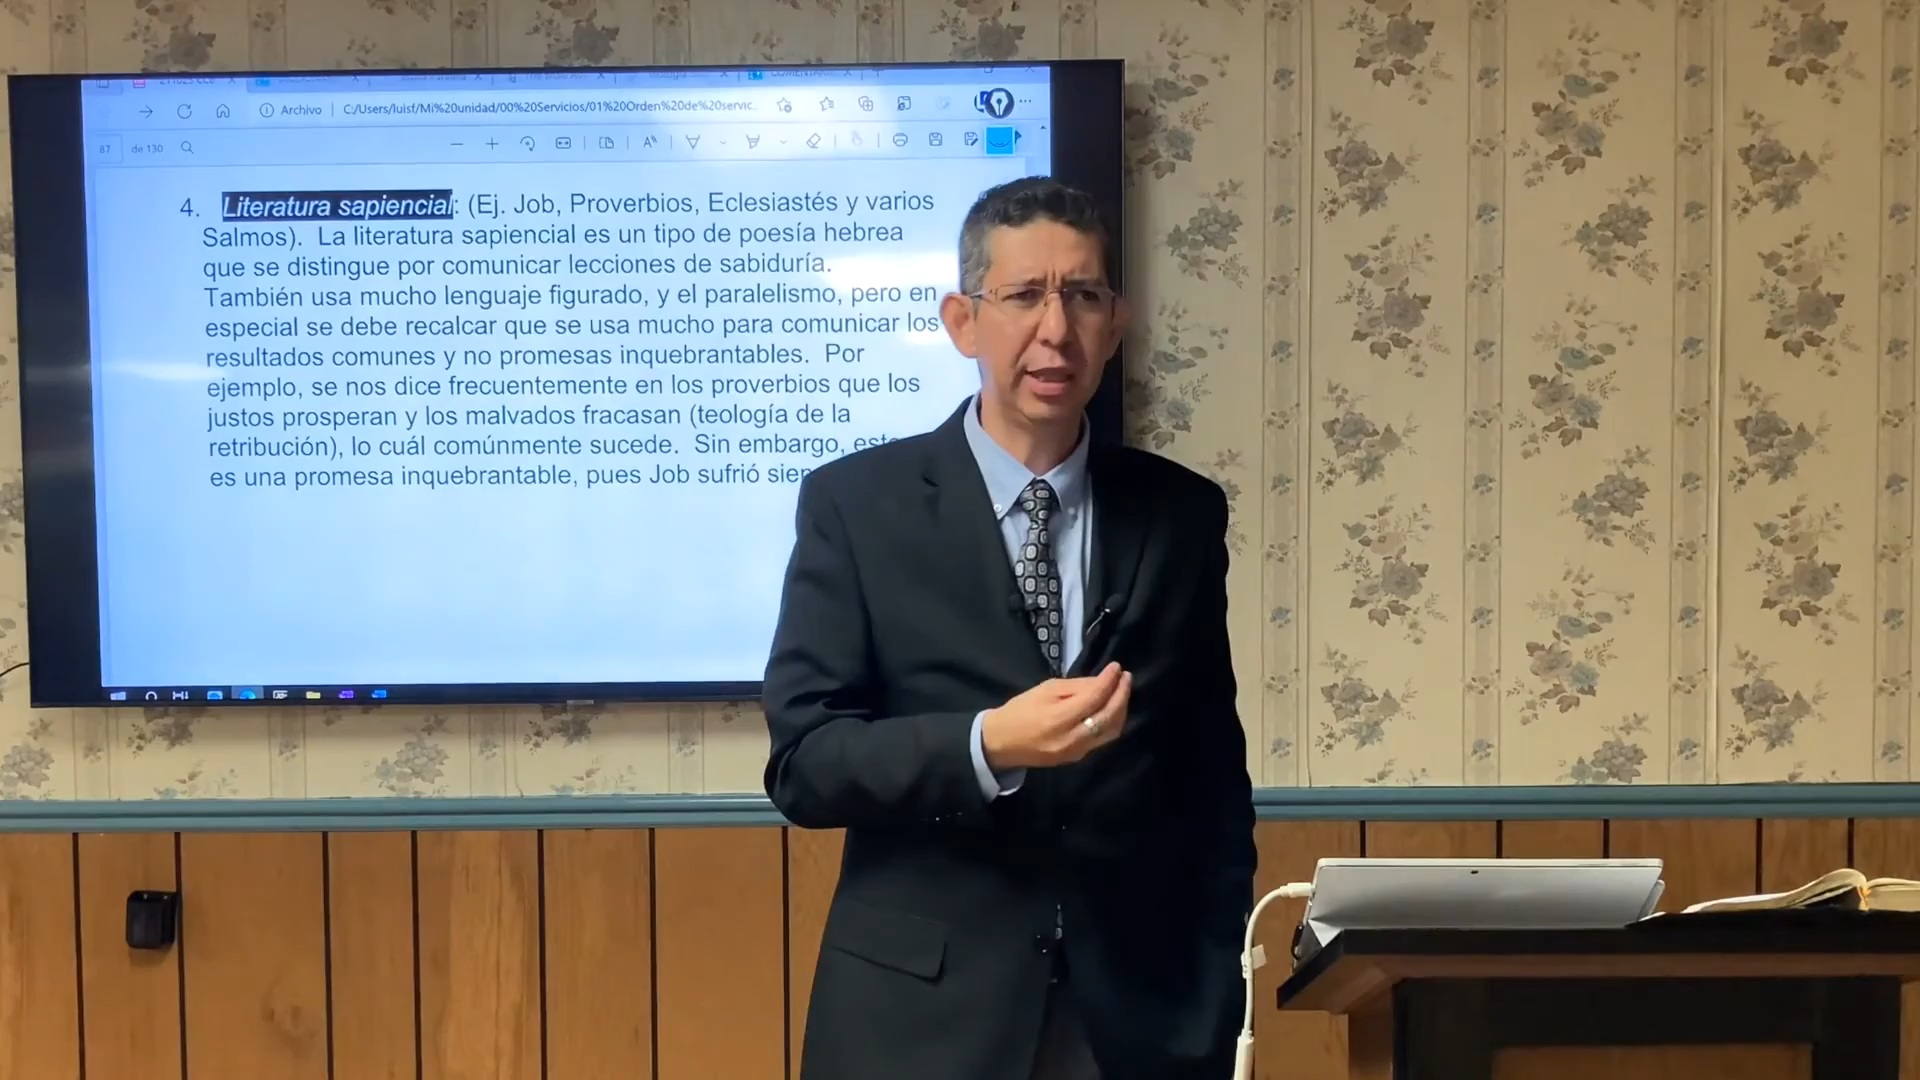 Archivo
C:/Users/luisf/Mi%20unidad/00%20Servicios/01%20Orden%20de%20servic...
87 de 130
4. Literatura sapiencial: (Ej. Job, Proverbios, Eclesiastés y varios
Salmos). La literatura sapiencial es un tipo de poesía hebrea
que se distingue por comunicar lecciones de sabiduría.
También usa mucho lenguaje figurado, y el paralelismo, pero en
especial se debe recalcar que se usa mucho para comunicar los
resultados comunes y no promesas inquebrantables. Por
ejemplo, se nos dice frecuentemente en los proverbios que los
justos prosperan y los malvados fracasan (teología de la
retribución), lo cuál comúnmente sucede. Sin embargo,
es una promesa inquebrantable, pues Job sufrió